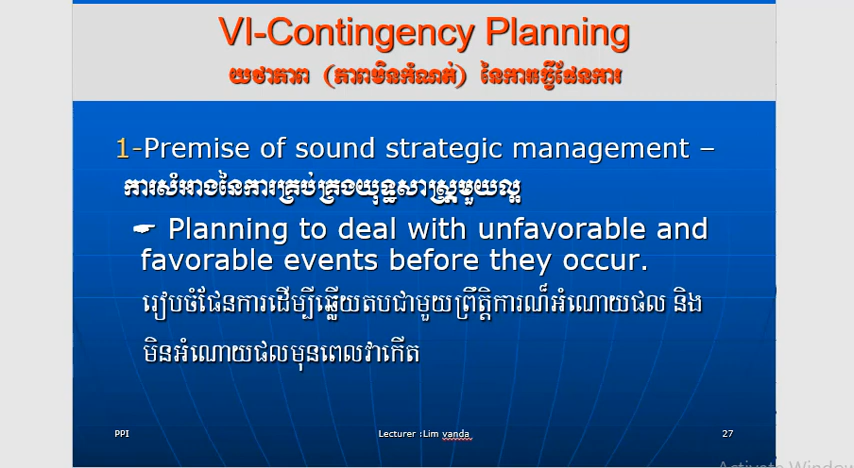 VI-Contingency Planning
យថាភាព (ភាពមិនកំណត់) នៃការធ្វើផែនការ
1-Premise of sound strategic management –
ការសំអាងនៃការគ្រប់គ្រងយុទ្ធសាស្ត្រមួយល្អ
☛ Planning to deal with unfavorable and
favorable events before they occur.
រៀបចំផែនការដើម្បីឆ្លើយតបជាមួយព្រឹត្តិការណ៏អំណោយផល និង
មិនអំណោយផលមុនពេលវាកើត
PPI Lecturer :Lim vanda 27
Activate Window